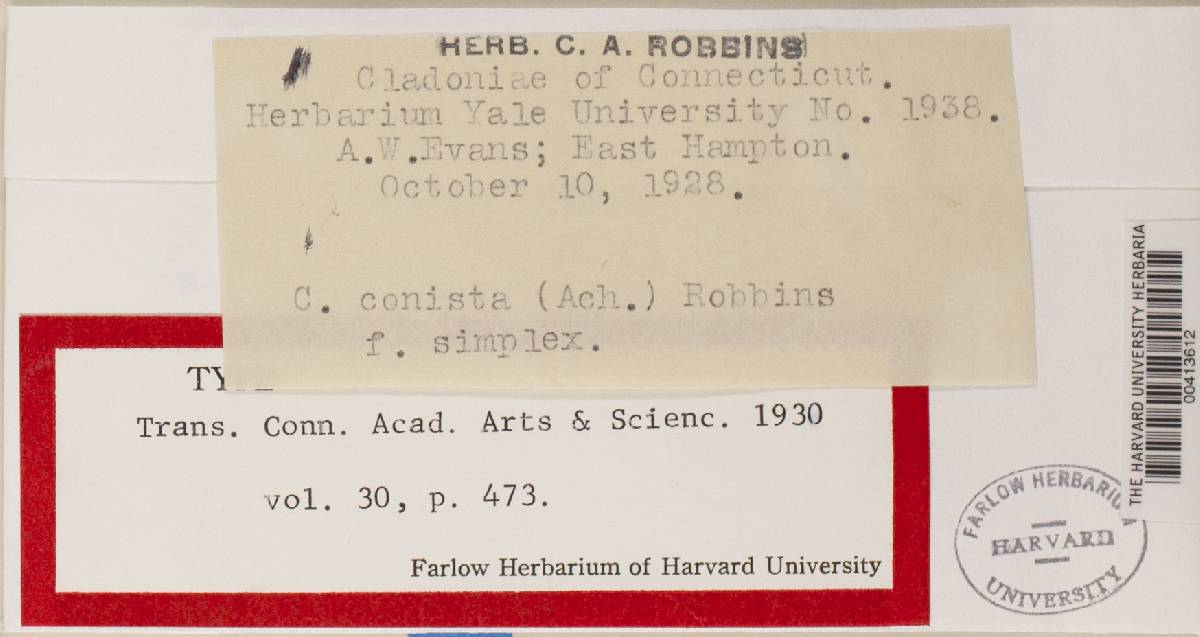 HERB. C. A. ROBBINS
Cladoniae of Connecticut.
Herbarium Yale University No. 1938.
A.W.Evans; East Hampton.
October 10, 1928.
C. conista (Ach.) Robbins
f. simplex.
TYPE
Trans. Conn. Acad. Arts & Scienc. 1930
vol. 30, p. 473.
Farlow Herbarium of Harvard University
THE HARVARD UNIVERSITY HERBARIA
00413612
FARLOW HERBARIUM
HARVARD
UNIVERSITY